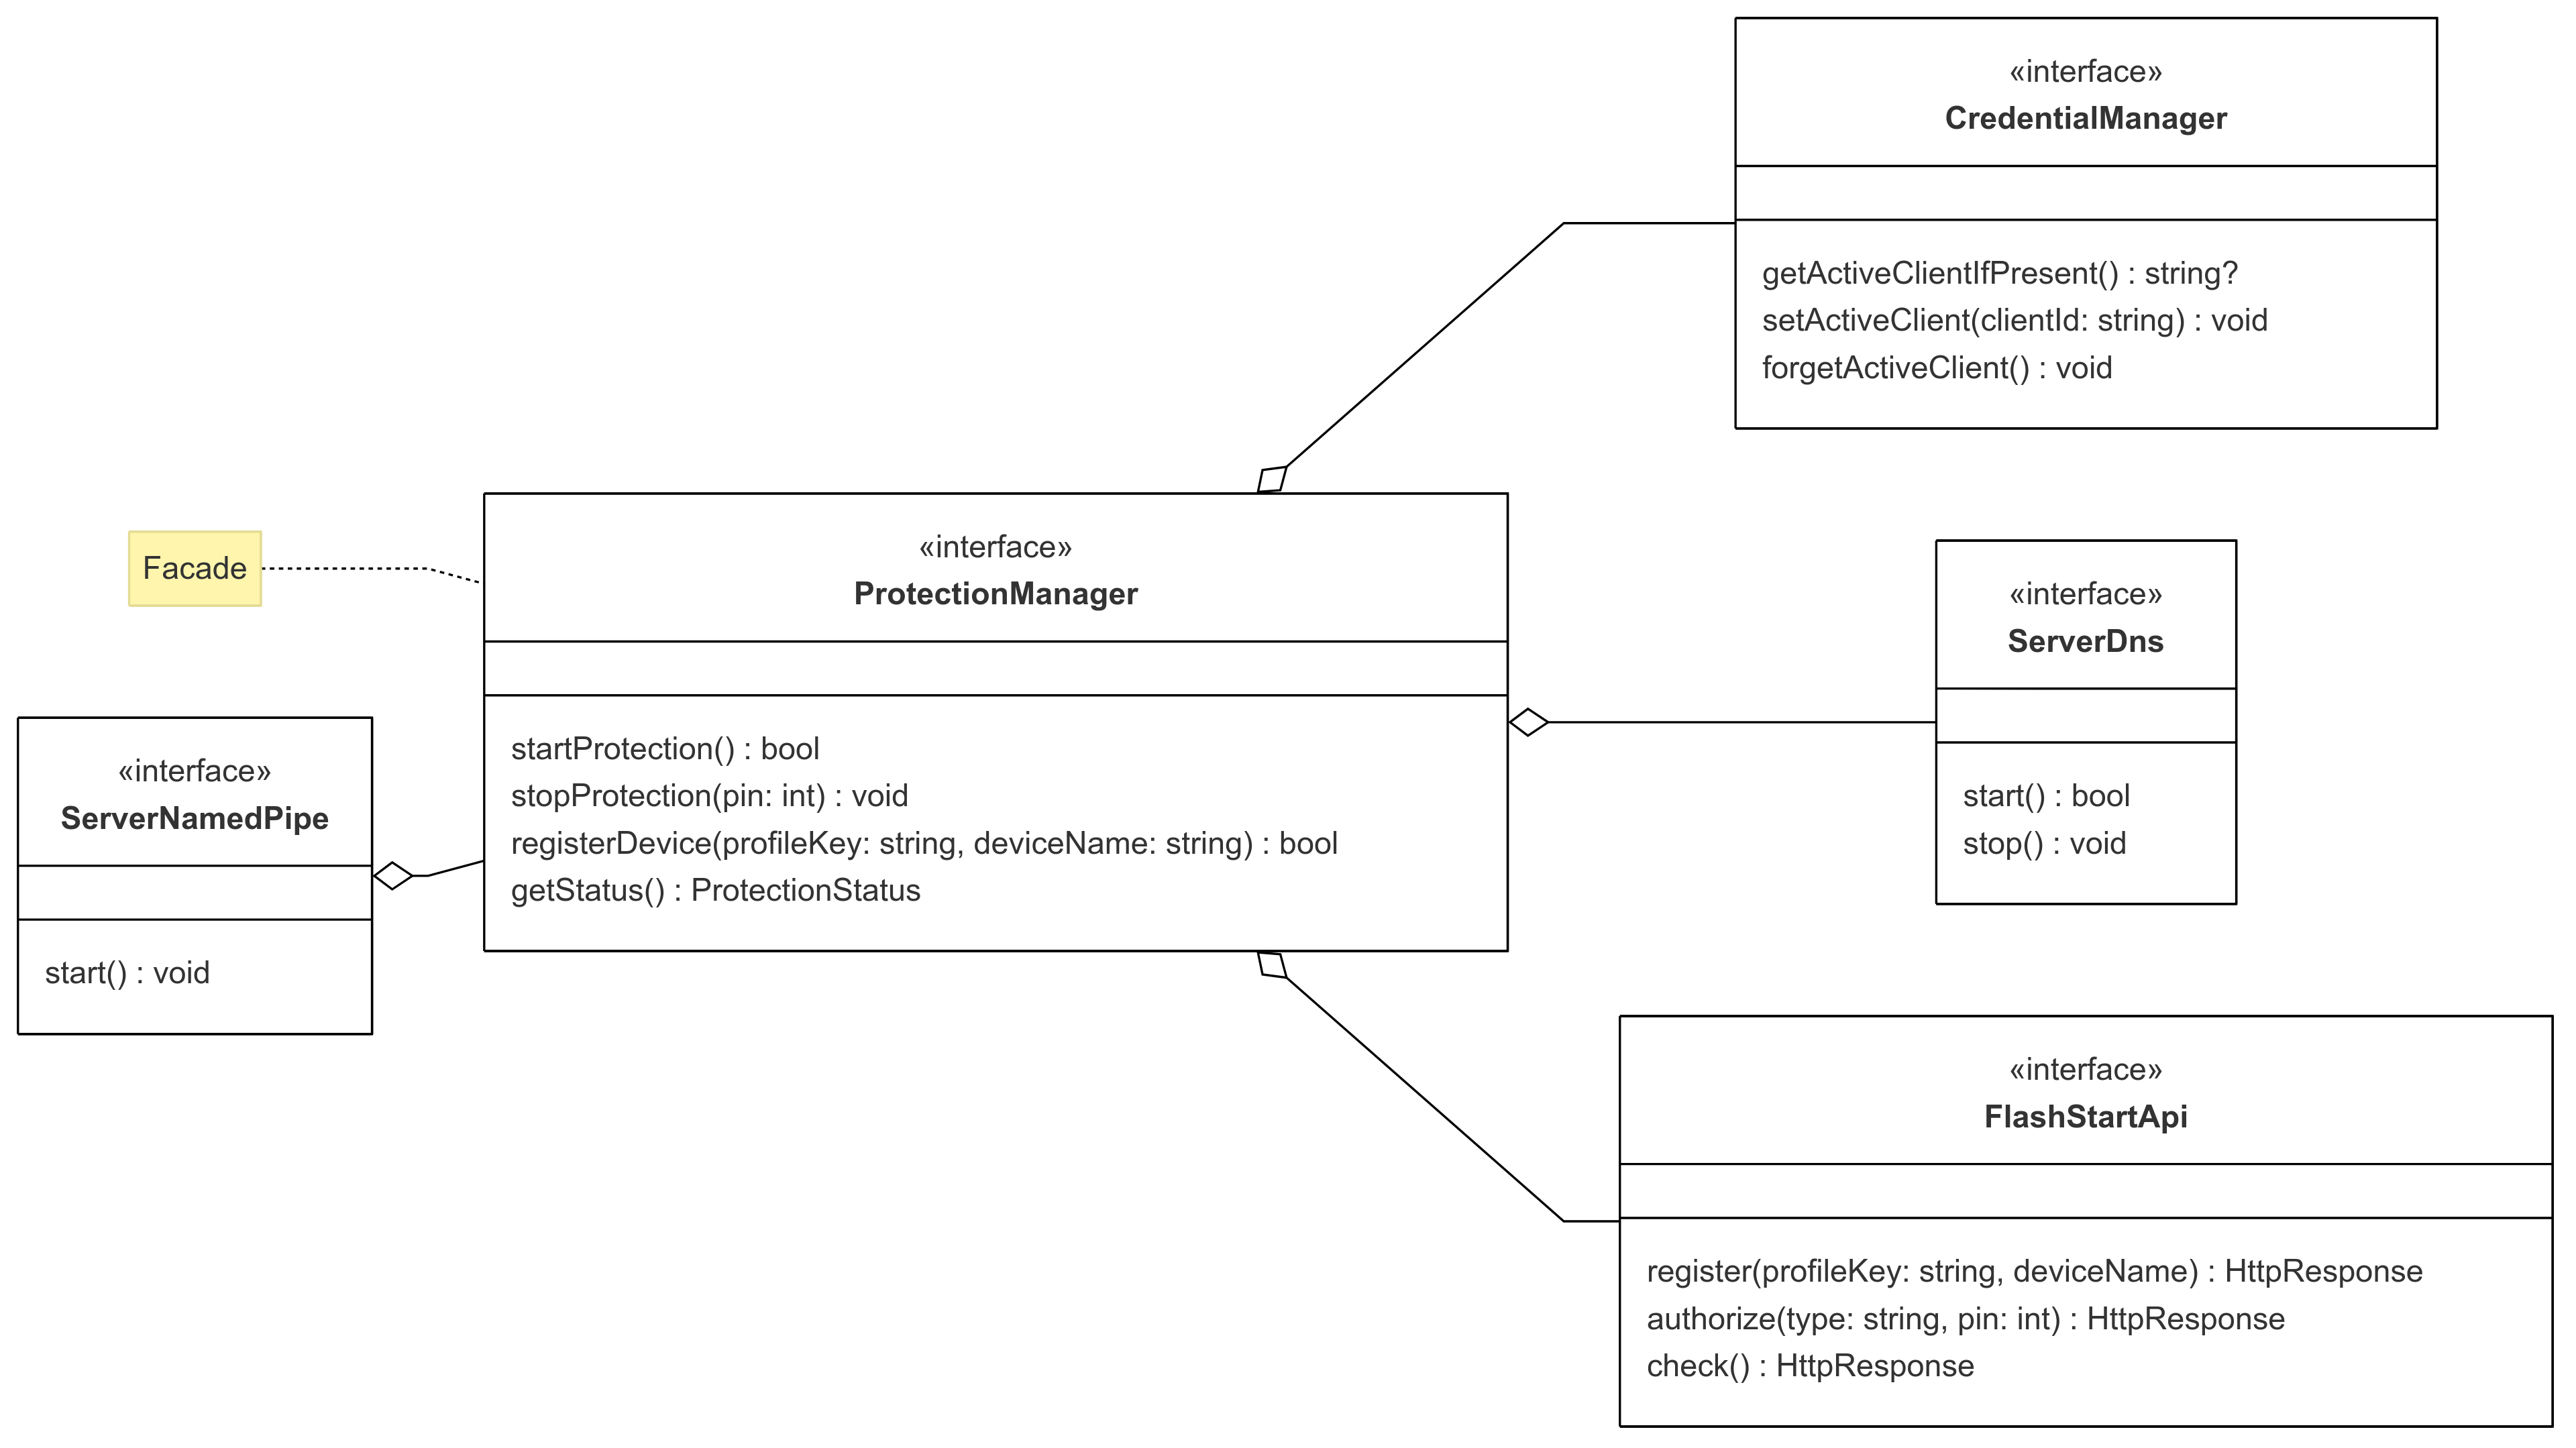 «interface»
CredentialManager
getActiveClientIfPresent() : string?
setActiveClient(clientId: string) : void
forgetActiveClient() : void
Facade
«interface»
ProtectionManager
startProtection() : bool
stopProtection(pin: int) : void
registerDevice(profileKey: string, deviceName: string) : bool
getStatus() : ProtectionStatus
«interface»
ServerDns
start() : bool
stop() : void
«interface»
ServerNamedPipe
start() : void
«interface»
FlashStartApi
register(profileKey: string, deviceName) : HttpResponse
authorize(type: string, pin: int) : HttpResponse
check() : HttpResponse